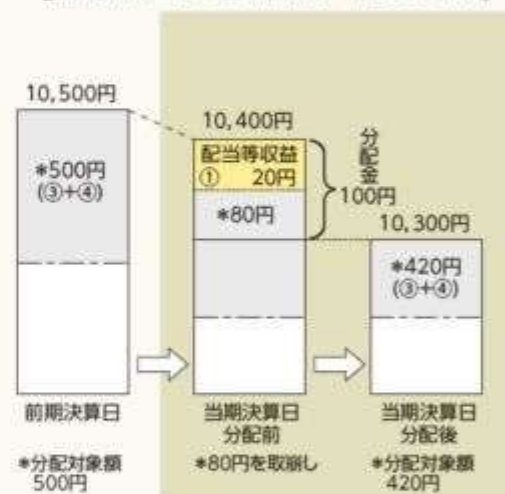 10,500円
*500円
(③+④)
10,400円
配当等収益
① 20円
*80円
分配金
100円
10,300円
*420円
(③+④)
前期決算日
当期決算日
分配前
当期決算日
分配後
*分配対象額
500円
*80円を取崩し
*分配対象額
420円